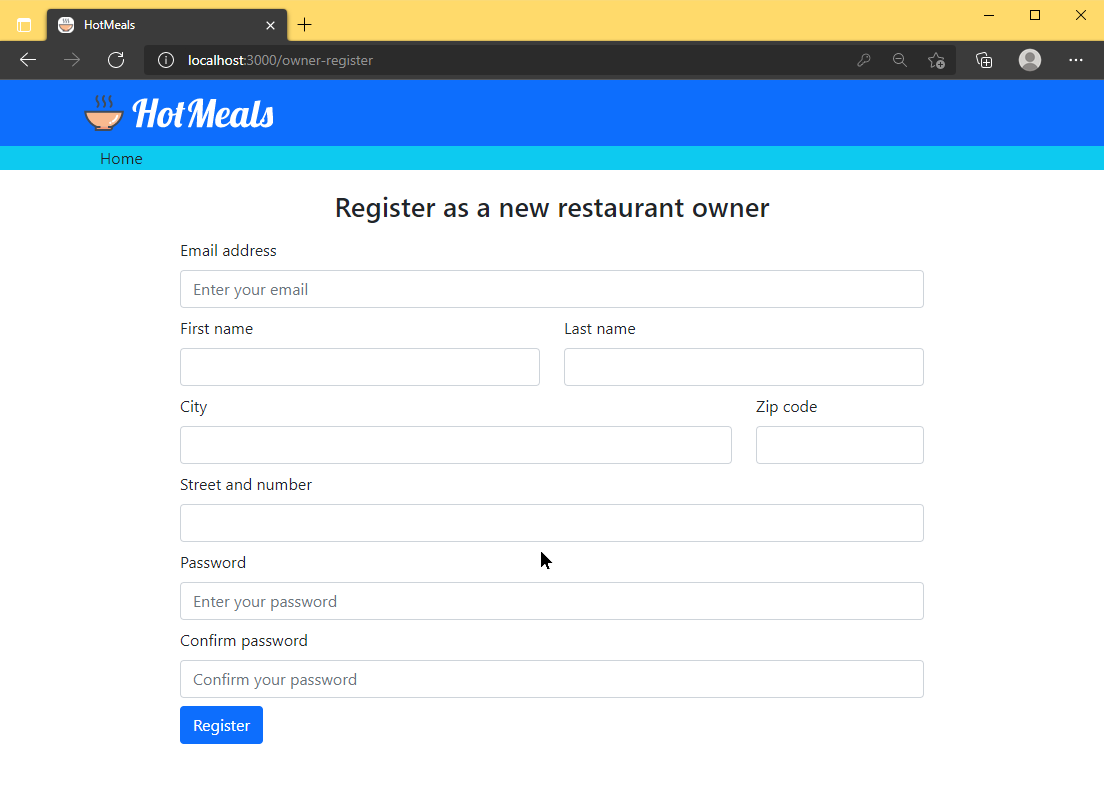 HotMeals
localhost:3000/owner-register
HotMeals
Home
Register as a new restaurant owner
Email address
Enter your email
First name Last name
City Zip code
Street and number
Password
Enter your password
Confirm password
Confirm your password
Register